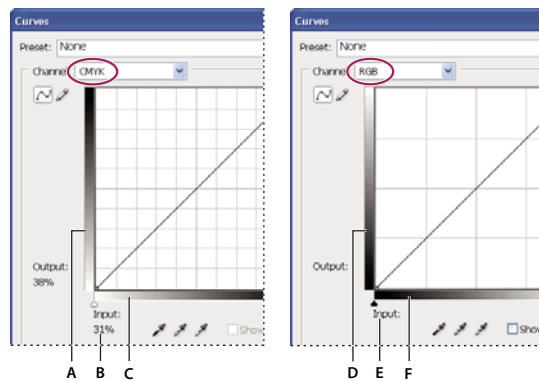 Curves
Preset: None
Channel: CMYK
Output:
38%
Input:
31%
Show
A B C
Curves
Preset: None
Channel: RGB
Output:
Input:
Show
D E F